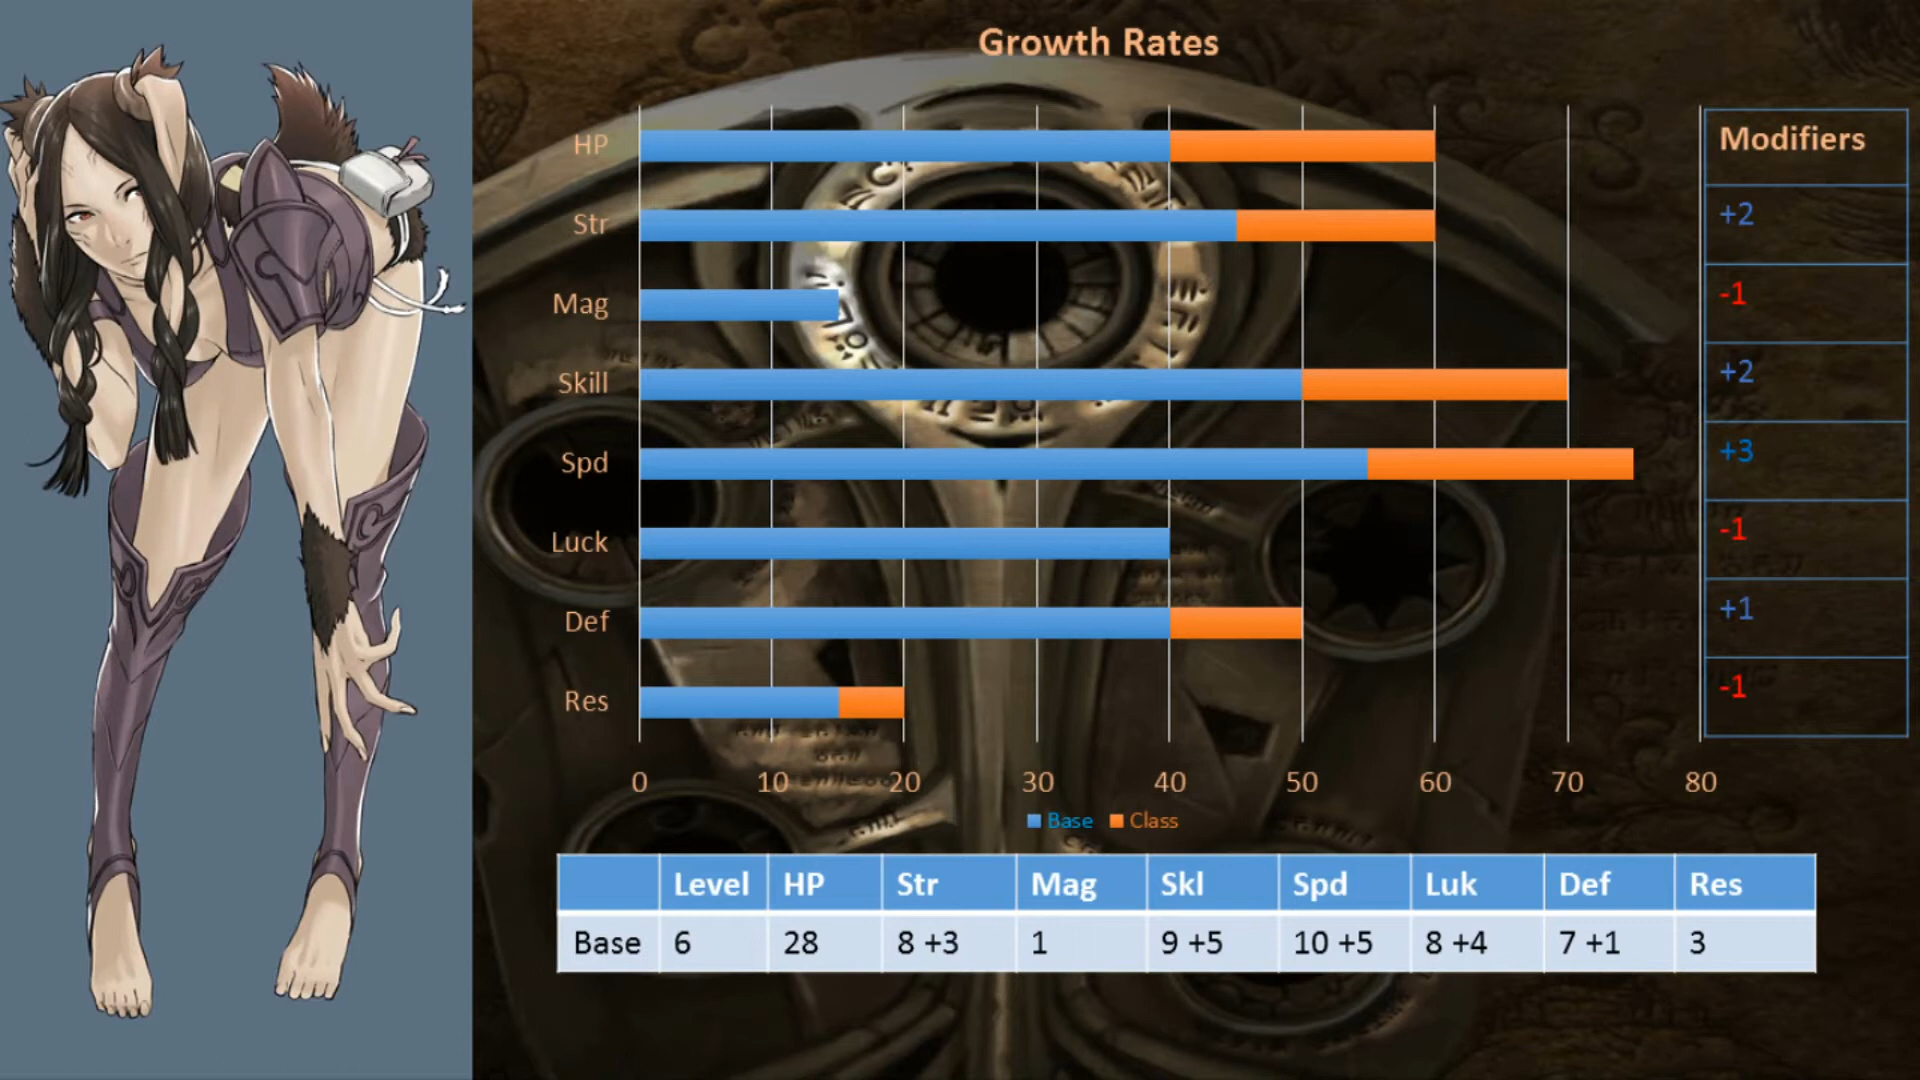 Growth Rates
HP
Str
Mag
Skill
Spd
Luck
Def
Res
0 10 20 30 40 50 60 70 80
Base Class
Modifiers
+2
-1
+2
+3
-1
+1
-1
Level HP Str Mag Skl Spd Luk Def Res
Base 6 28 8 +3 1 9 +5 10 +5 8 +4 7 +1 3